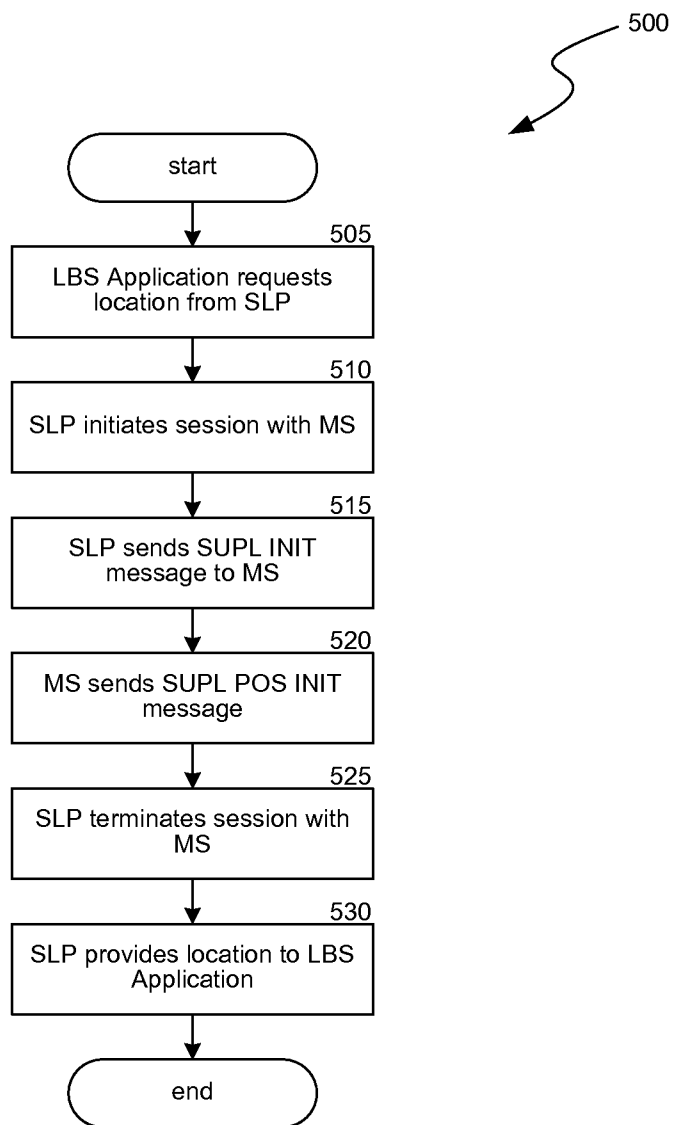 500
start
505
LBS Application requests
location from SLP
510
SLP initiates session with MS
515
SLP sends SUPL INIT
message to MS
520
MS sends SUPL POS INIT
message
525
SLP terminates session with
MS
530
SLP provides location to LBS
Application
end